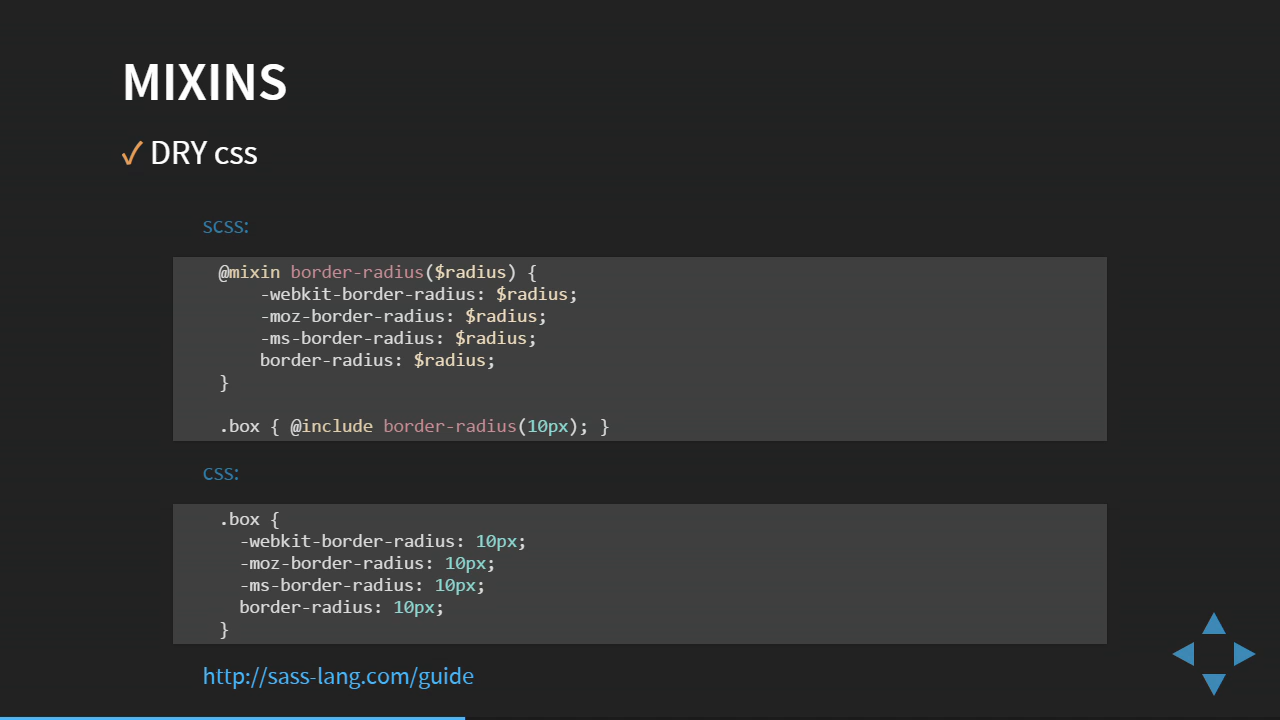 MIXINS
✓ DRY css
scss:
@mixin border-radius($radius) {
    -webkit-border-radius: $radius;
    -moz-border-radius: $radius;
    -ms-border-radius: $radius;
    border-radius: $radius;
}
.box { @include border-radius(10px); }
css:
.box {
  -webkit-border-radius: 10px;
  -moz-border-radius: 10px;
  -ms-border-radius: 10px;
  border-radius: 10px;
}
http://sass-lang.com/guide